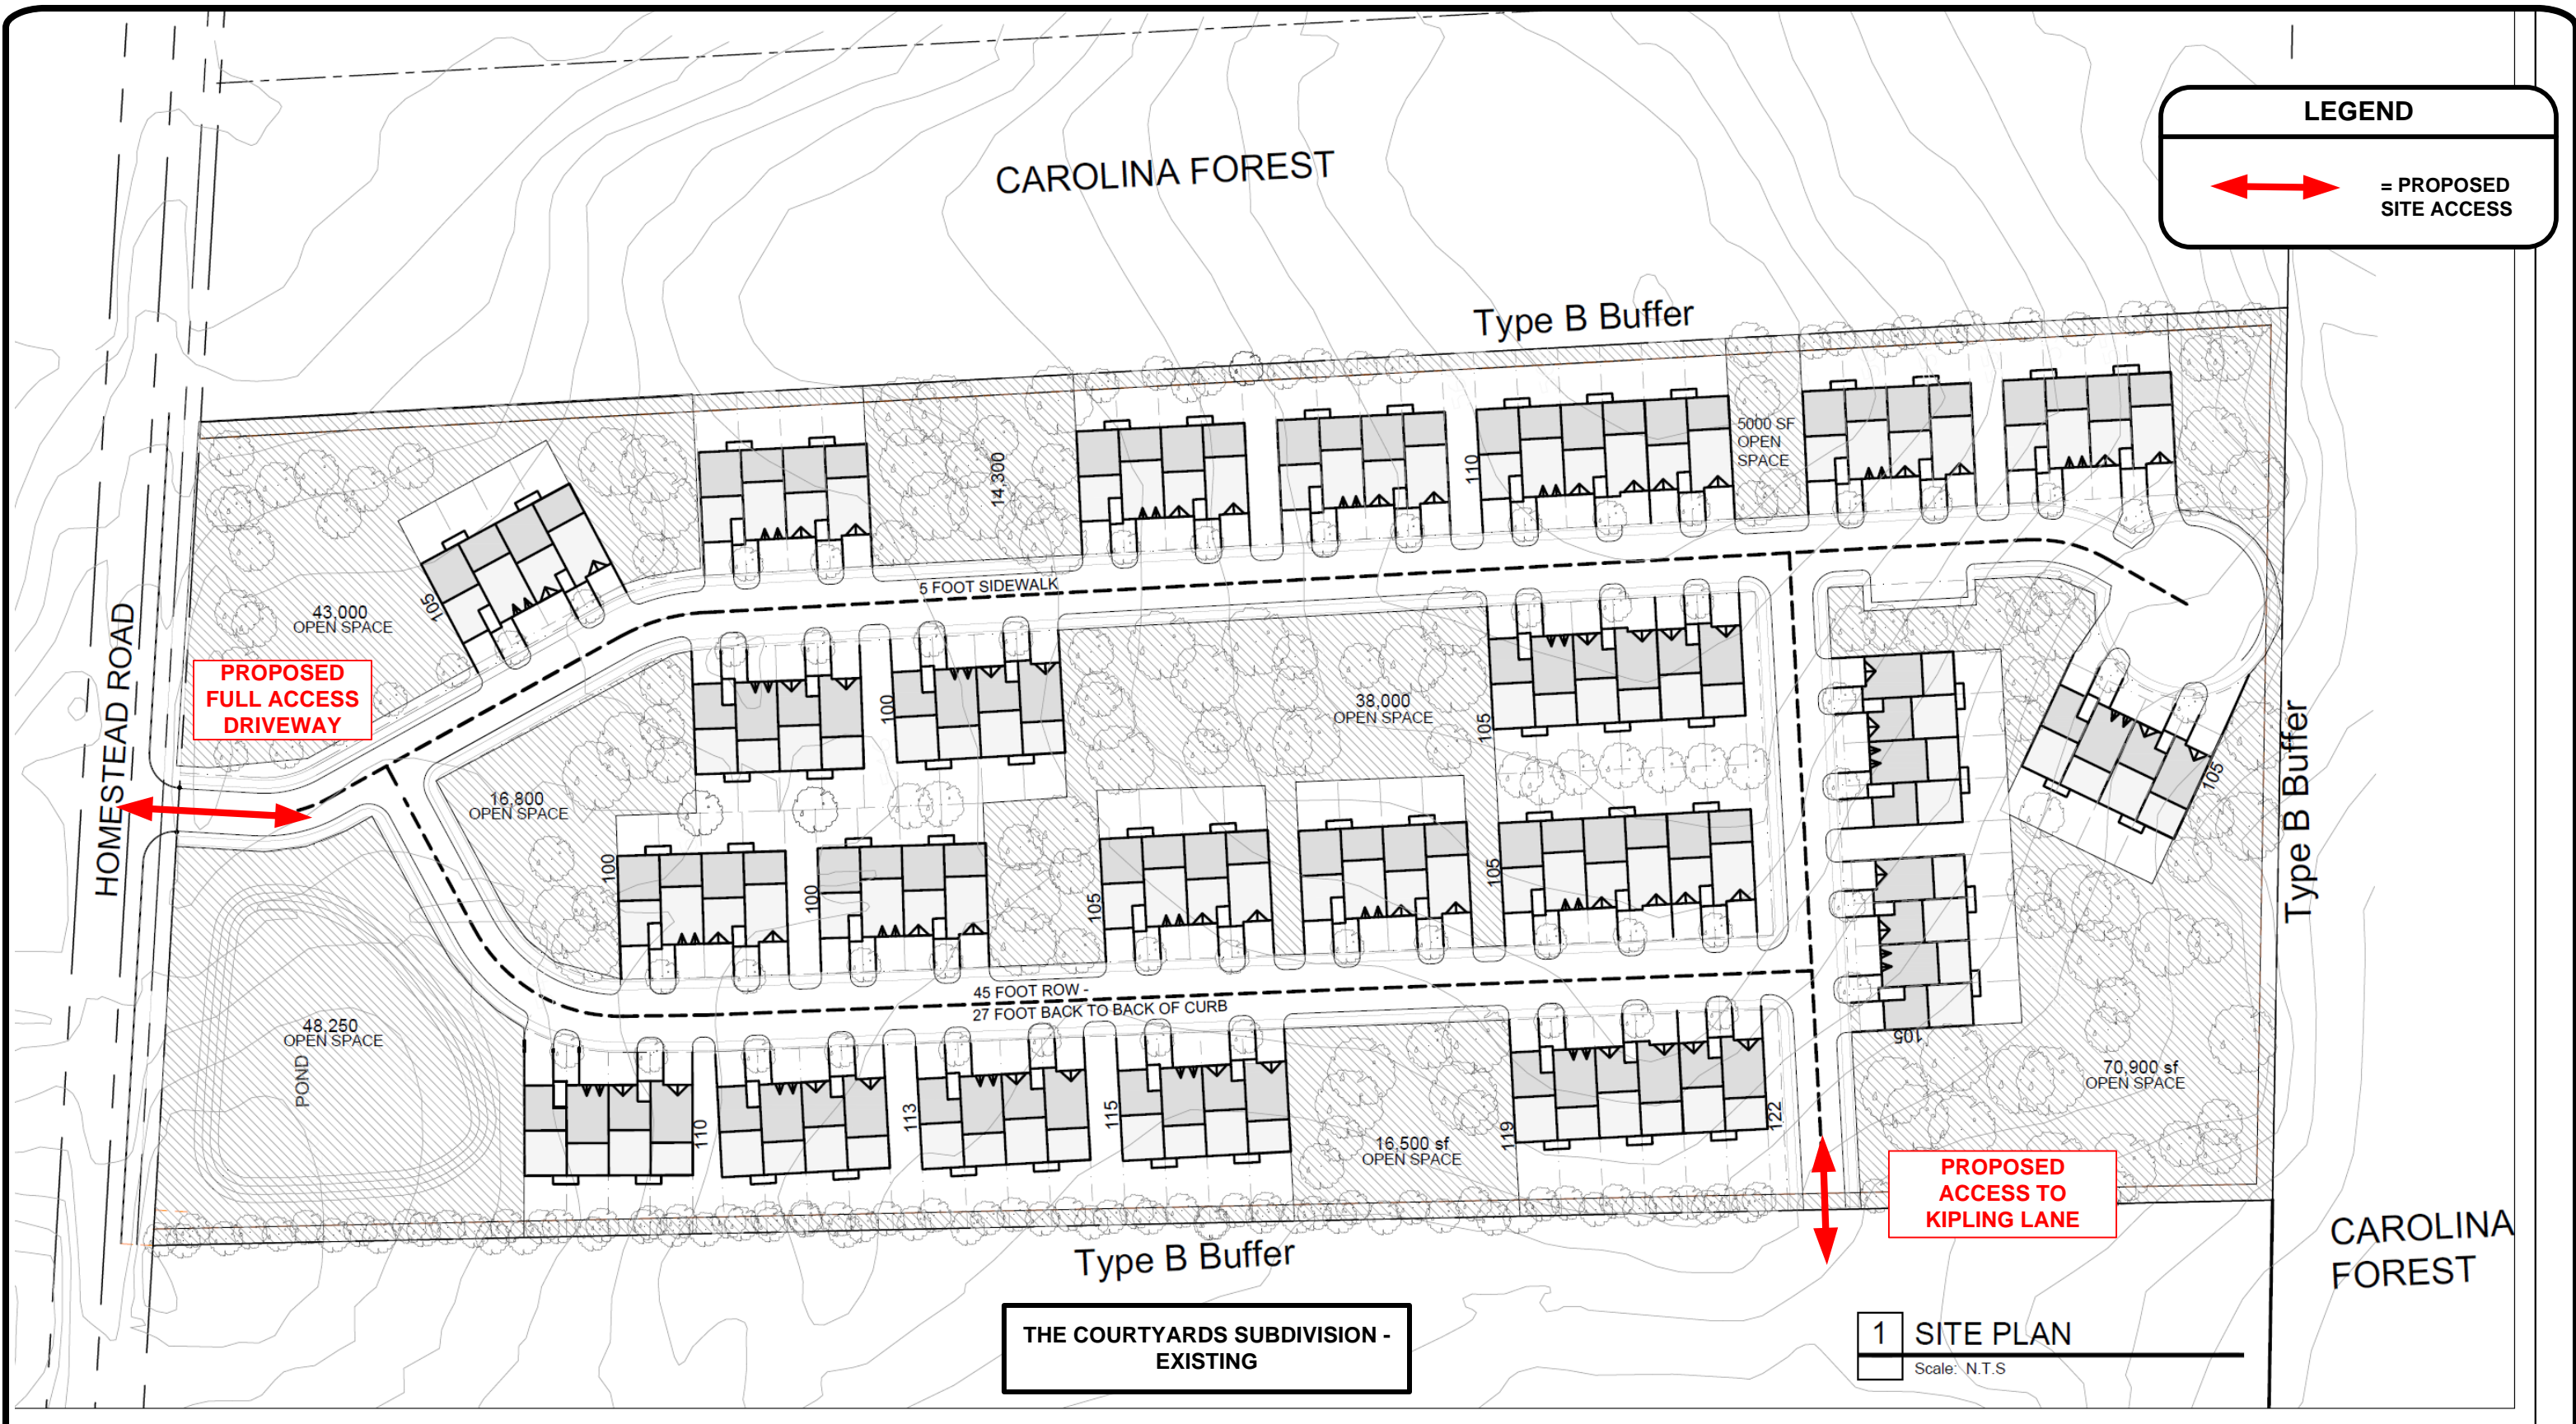 LEGEND
= PROPOSED
SITE ACCESS
CAROLINA FOREST
Type B Buffer
5000 SF
OPEN
SPACE
14,300
110
105
43,000
OPEN SPACE
5 FOOT SIDEWALK
HOMESTEAD ROAD
PROPOSED
FULL ACCESS
DRIVEWAY
100
38,000
OPEN SPACE
105
105
Type B Buffer
16,800
OPEN SPACE
100
100
105
105
45 FOOT ROW -
27 FOOT BACK TO BACK OF CURB
48,250
OPEN SPACE
POND
105
70,900 sf
OPEN SPACE
110
113
115
16,500 sf
OPEN SPACE
119
122
PROPOSED
ACCESS TO
KIPLING LANE
Type B Buffer
CAROLINA
FOREST
THE COURTYARDS SUBDIVISION -
EXISTING
1 SITE PLAN
Scale: N.T.S